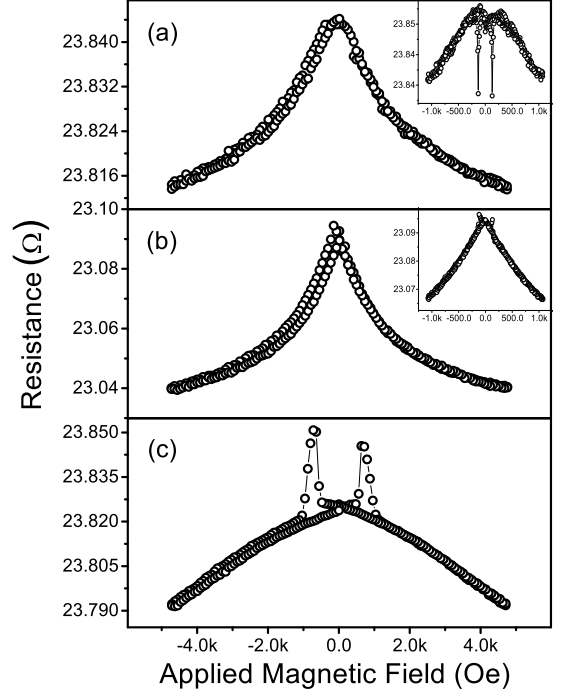 (a)
23.840
23.832
23.824
23.816
23.85
23.84
23.84
-1.0k -500.0 0.0 500.0 1.0k
23.10
(b)
23.08
23.06
23.04
23.09
23.08
23.07
-1.0k -500.0 0.0 500.0 1.0k
Resistance (Ω)
(c)
23.850
23.835
23.820
23.805
23.790
-4.0k -2.0k 0.0 2.0k 4.0k
Applied Magnetic Field (Oe)